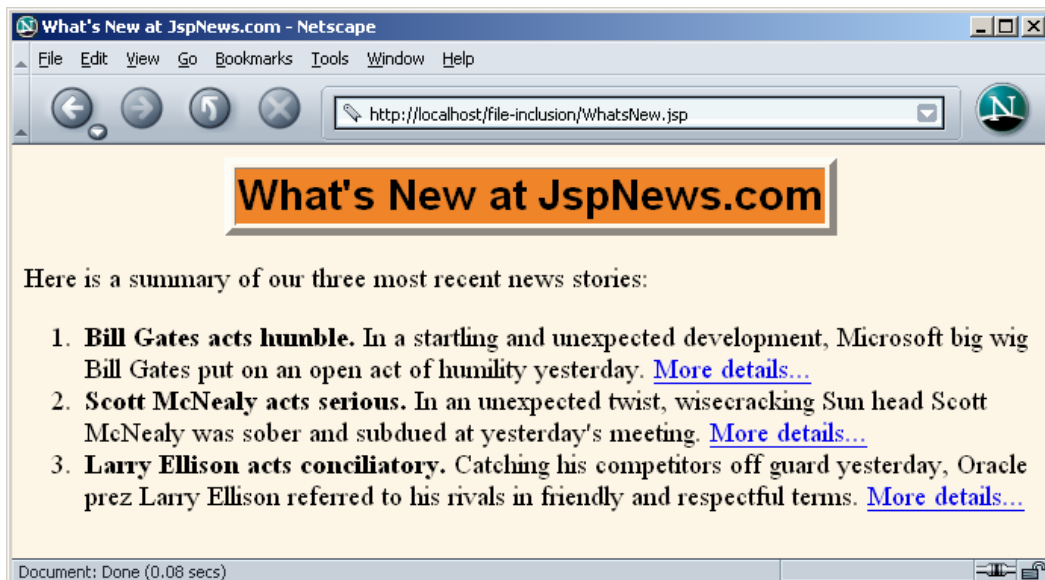 What's New at JspNews.com - Netscape
File Edit View Go Bookmarks Tools Window Help
http://localhost/file-inclusion/WhatsNew.jsp
N
What's New at JspNews.com
Here is a summary of our three most recent news stories:
1. Bill Gates acts humble. In a startling and unexpected development, Microsoft big wig
Bill Gates put on an open act of humility yesterday. More details...
2. Scott McNealy acts serious. In an unexpected twist, wisecracking Sun head Scott
McNealy was sober and subdued at yesterday's meeting. More details...
3. Larry Ellison acts conciliatory. Catching his competitors off guard yesterday, Oracle
prez Larry Ellison referred to his rivals in friendly and respectful terms. More details...
Document: Done (0.08 secs)